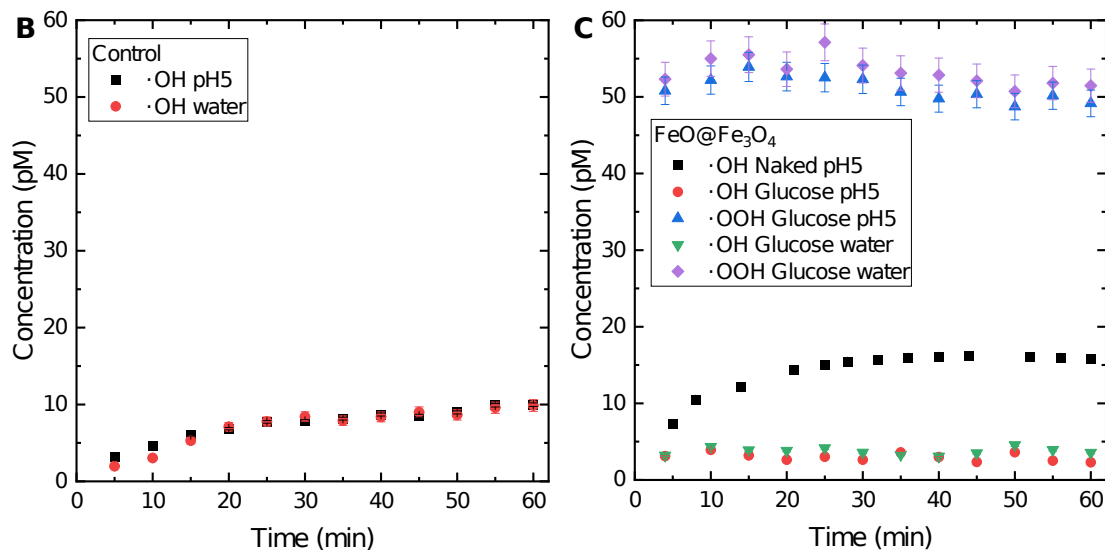 B
Control
·OH pH5
·OH water
Concentration (pM)
60
50
40
30
20
10
0
0 10 20 30 40 50 60
Time (min)
C
FeO@Fe₃O₄
·OH Naked pH5
·OH Glucose pH5
·OOH Glucose pH5
·OH Glucose water
·OOH Glucose water
Concentration (pM)
60
50
40
30
20
10
0
0 10 20 30 40 50 60
Time (min)